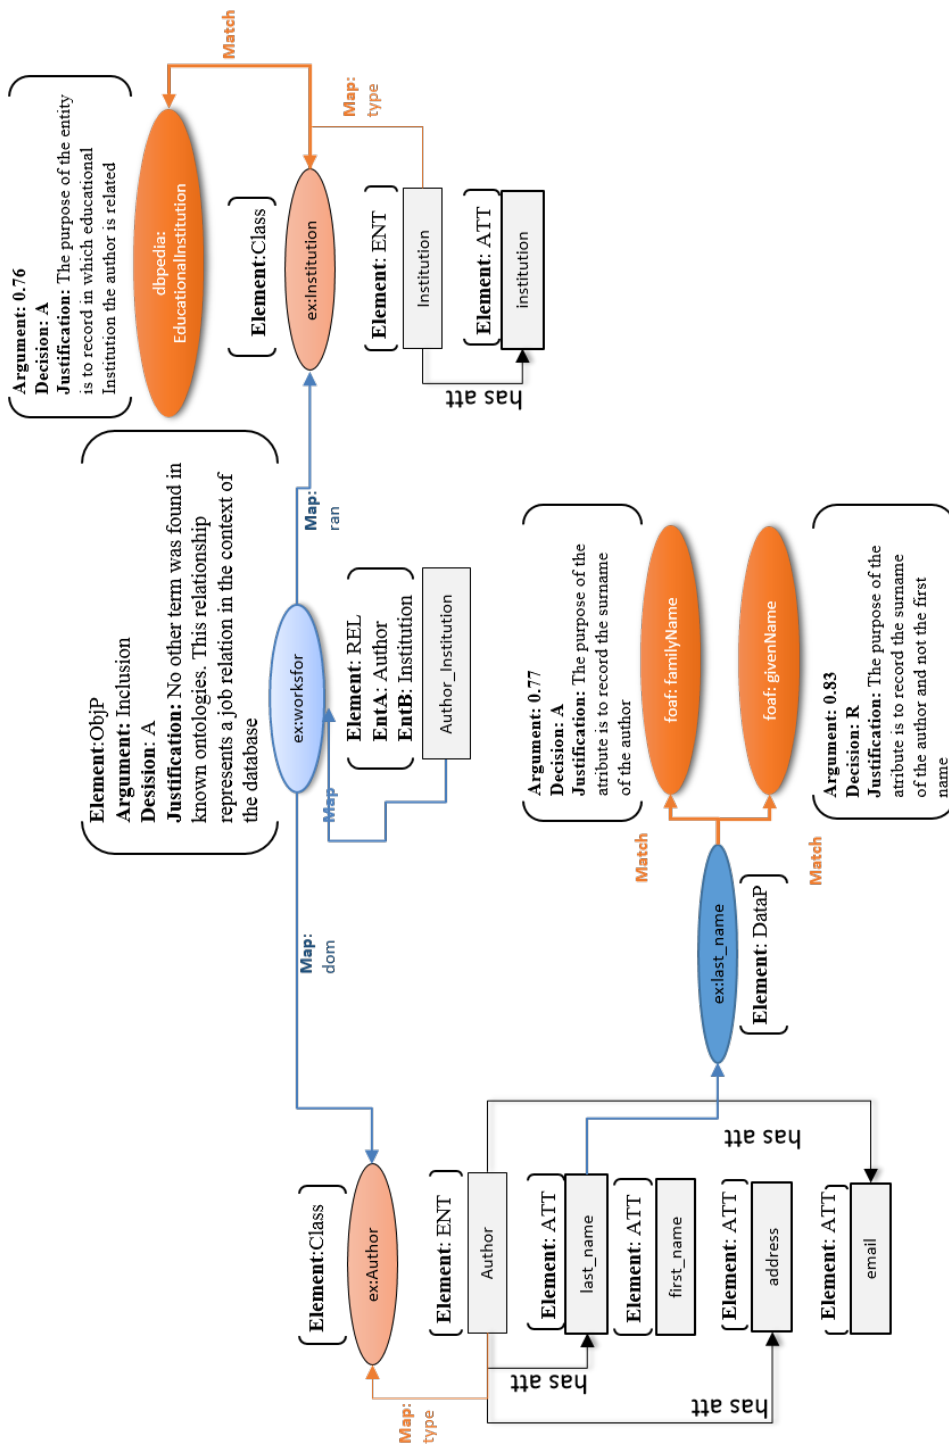 Element:Class
ex:Author
Map:
type
Element: ENT
Author
has att
Element: ATT
last_name
Element: ATT
first_name
has att
Element: ATT
address
has att
Element: ATT
email
Map:
dom
Element:ObjP
Argument: Inclusion
Desision: A
Justification: No other term was found in
known ontologies. This relationship
represents a job relation in the context of
the database
ex:worksfor
Map
Element: REL
EntA: Author
EntB: Institution
Author_Institution
Map:
ran
Argument: 0.76
Decision: A
Justification: The purpose of the entity
is to record in which educational
Institution the author is related
dbpedia:
EducationalInstitution
Match
Element:Class
ex:Institution
Map:
type
Element: ENT
Institution
has att
Element: ATT
institution
ex:last_name
Element: DataP
Match
Match
Argument: 0.77
Decision: A
Justification: The purpose of the
atribute is to record the surname
of the author
foaf: familyName
foaf: givenName
Argument: 0.83
Decision: R
Justification: The purpose of the
atribute is to record the surname
of the author and not the first
name